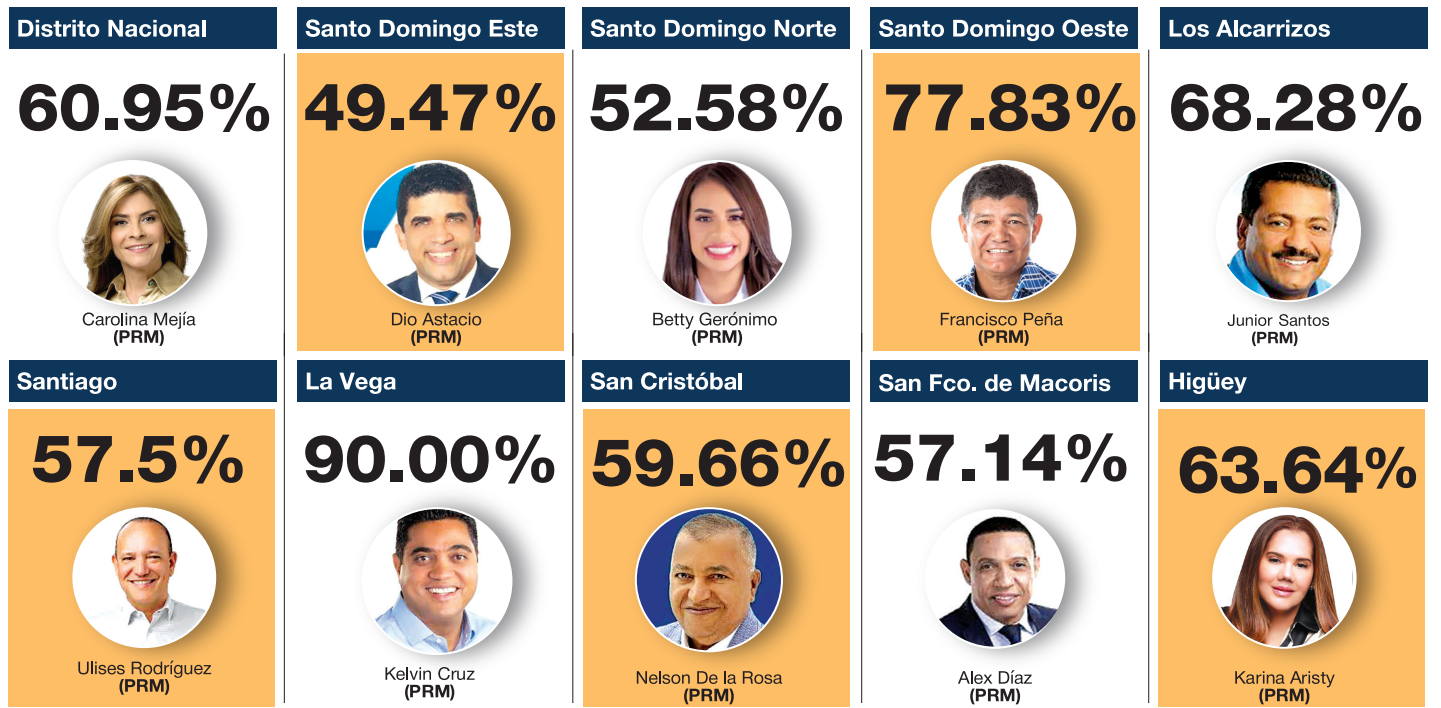 Distrito Nacional
60.95%
Carolina Mejía
(PRM)
Santo Domingo Este
49.47%
Dio Astacio
(PRM)
Santo Domingo Norte
52.58%
Betty Gerónimo
(PRM)
Santo Domingo Oeste
77.83%
Francisco Peña
(PRM)
Los Alcarrizos
68.28%
Junior Santos
(PRM)
Santiago
57.5%
Ulises Rodríguez
(PRM)
La Vega
90.00%
Kelvin Cruz
(PRM)
San Cristóbal
59.66%
Nelson De la Rosa
(PRM)
San Fco. de Macoris
57.14%
Alex Díaz
(PRM)
Higüey
63.64%
Karina Aristy
(PRM)